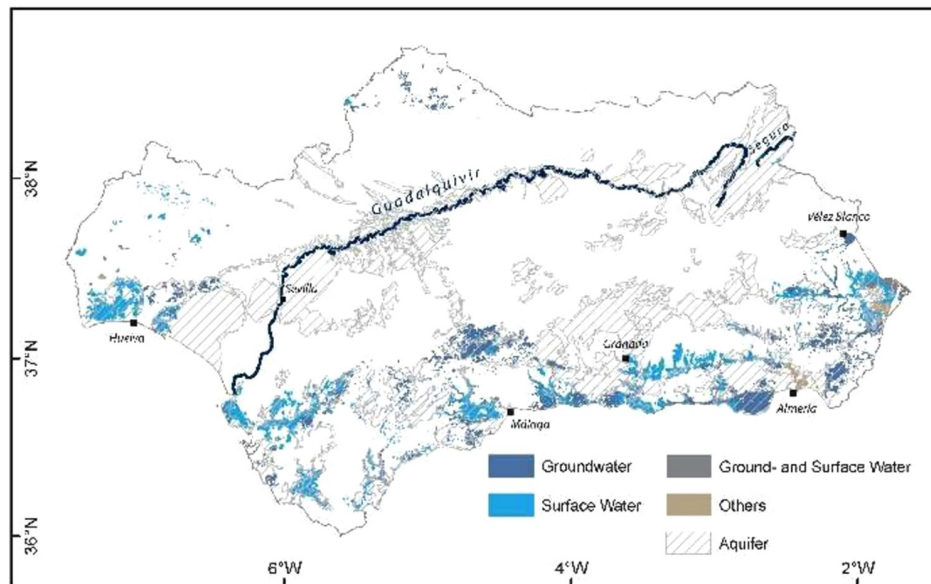 38°N
37°N
36°N
6°W
4°W
2°W
Guadalquivir
Segura
Vélez Blanco
Sevilla
Huelva
Granada
Almería
Málaga
Groundwater
Surface Water
Ground- and Surface Water
Others
Aquifer